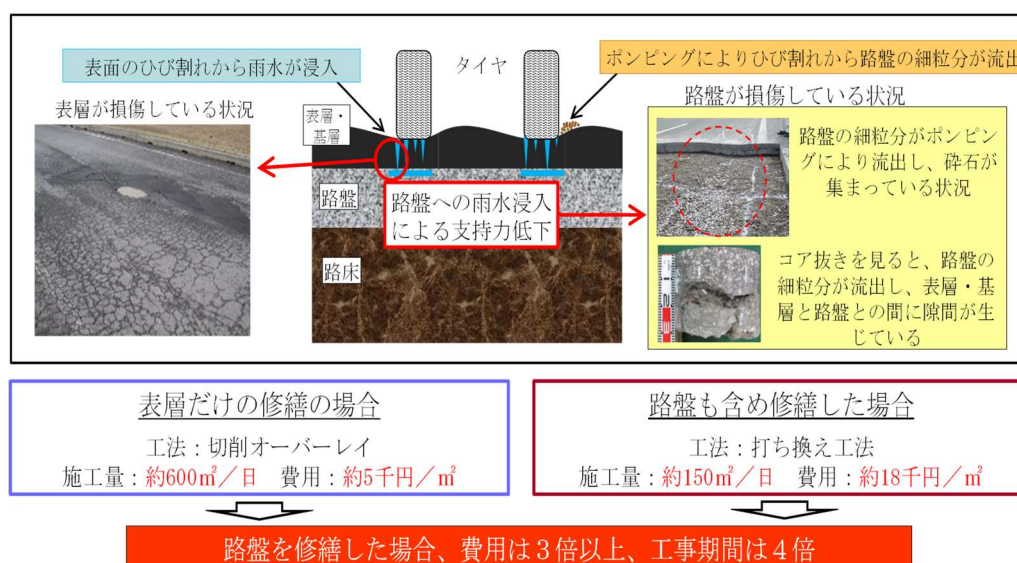 表面のひび割れから雨水が浸入
タイヤ
ポンピングによりひび割れから路盤の細粒分が流出
表層が損傷している状況
表層・
基層
路盤が損傷している状況
路盤の細粒分がポンピン
グにより流出し、砕石が
集まっている状況
路盤
路盤への雨水浸入
による支持力低下
路床
コア抜きを見ると、路盤の
細粒分が流出し、表層・基
層と路盤との間に隙間が生
じている
表層だけの修繕の場合
工法：切削オーバーレイ
施工量：約600㎡／日　費用：約5千円／㎡
路盤も含め修繕した場合
工法：打ち換え工法
施工量：約150㎡／日　費用：約18千円／㎡
路盤を修繕した場合、費用は３倍以上、工事期間は４倍